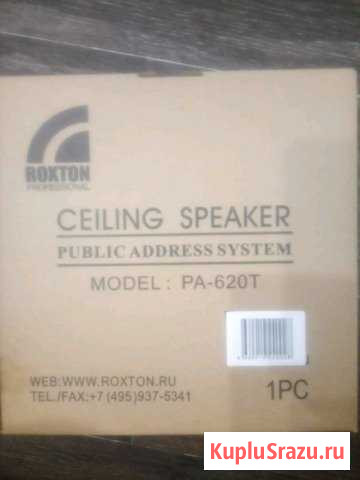 ROXTON
PROFESSIONAL
CEILING SPEAKER
PUBLIC ADDRESS SYSTEM
MODEL: PA-620T
WEB:WWW.ROXTON.RU
TEL./FAX:+7 (495)937-5341
1PC
KupluSrazu.ru